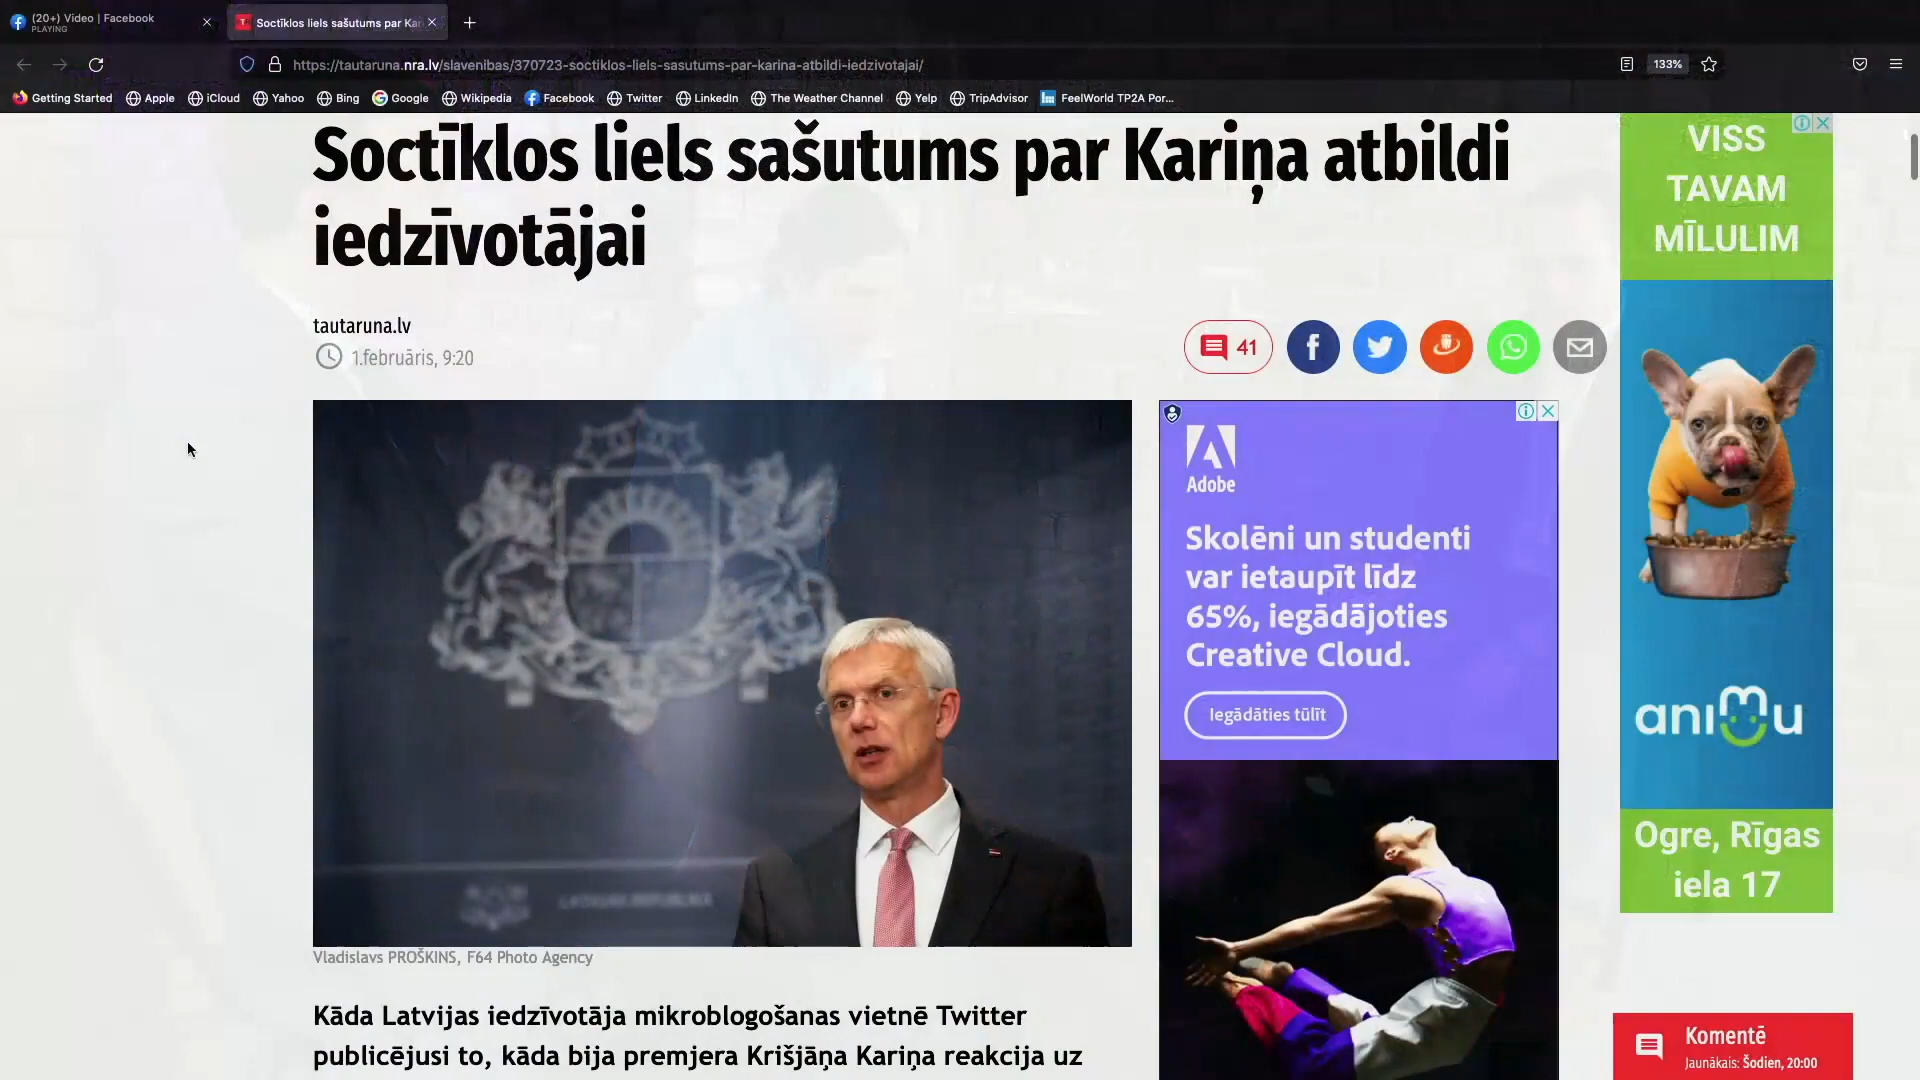 (20+) Video | Facebook
PLAYING
Soctīklos liels sašutums par Kar
https://tautaruna.nra.lv/slavenibas/370723-soctiklos-liels-sasutums-par-karina-atbildi-iedzivotajai/
133%
Getting Started
Apple
iCloud
Yahoo
Bing
Google
Wikipedia
Facebook
Twitter
LinkedIn
The Weather Channel
Yelp
TripAdvisor
FeelWorld TP2A Por...
Soctīklos liels sašutums par Kariņa atbildi
iedzīvotājai
tautaruna.lv
1.februāris, 9:20
41
LATVIJAS REPUBLIKA
Vladislavs PROŠKINS, F64 Photo Agency
Kāda Latvijas iedzīvotāja mikroblogošanas vietnē Twitter
publicējusi to, kāda bija premjera Krišjāņa Kariņa reakcija uz
Adobe
Skolēni un studenti
var ietaupīt līdz
65%, iegādājoties
Creative Cloud.
Iegādāties tūlīt
VISS
TAVAM
MĪLULIM
animu
Ogre, Rīgas
iela 17
Komentē
Jaunākais: Šodien, 20:00